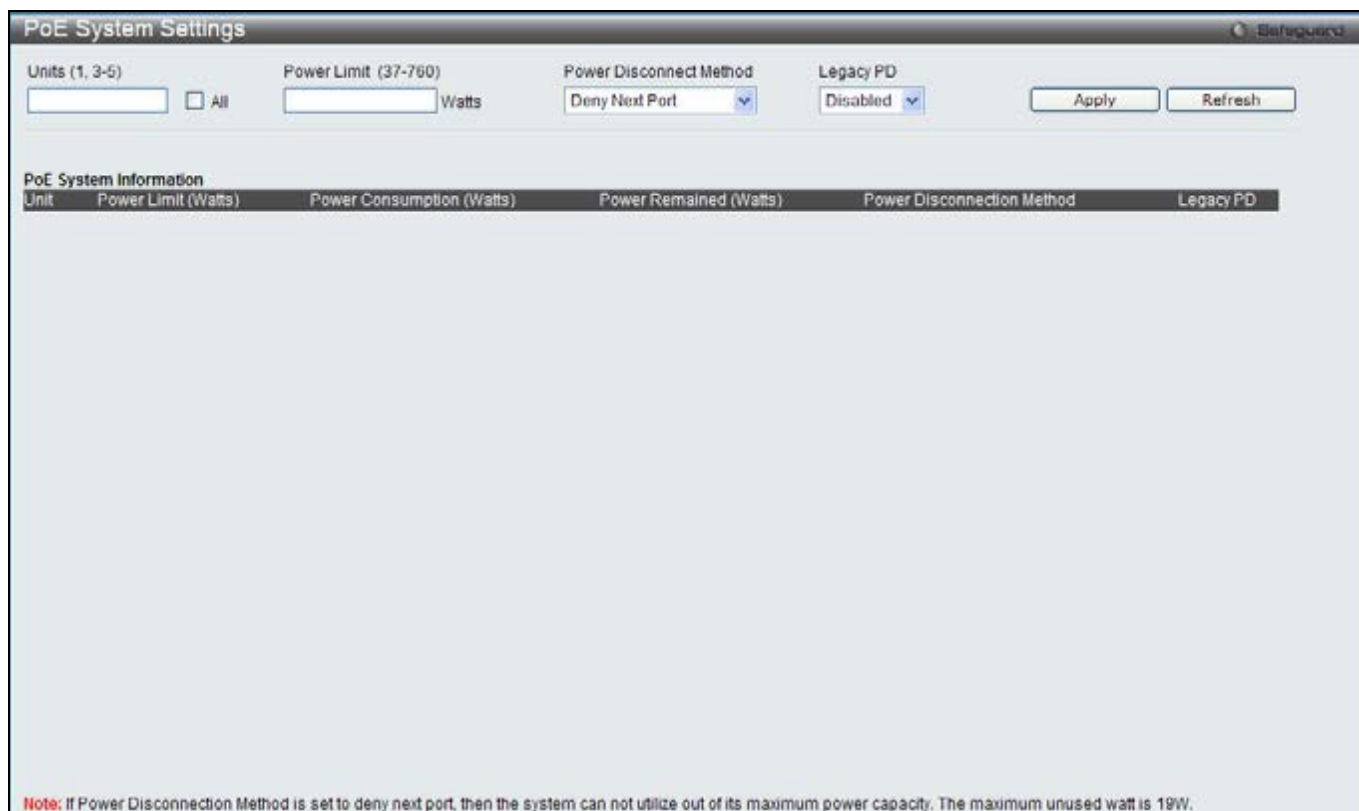 PoE System Settings
Safeguard
Units (1, 3-5) Power Limit (37-760) Power Disconnect Method Legacy PD
All Watts Deny Next Port Disabled Apply Refresh
PoE System Information
Unit Power Limit (Watts) Power Consumption (Watts) Power Remained (Watts) Power Disconnection Method Legacy PD
Note: If Power Disconnection Method is set to deny next port, then the system can not utilize out of its maximum power capacity. The maximum unused watt is 19W.